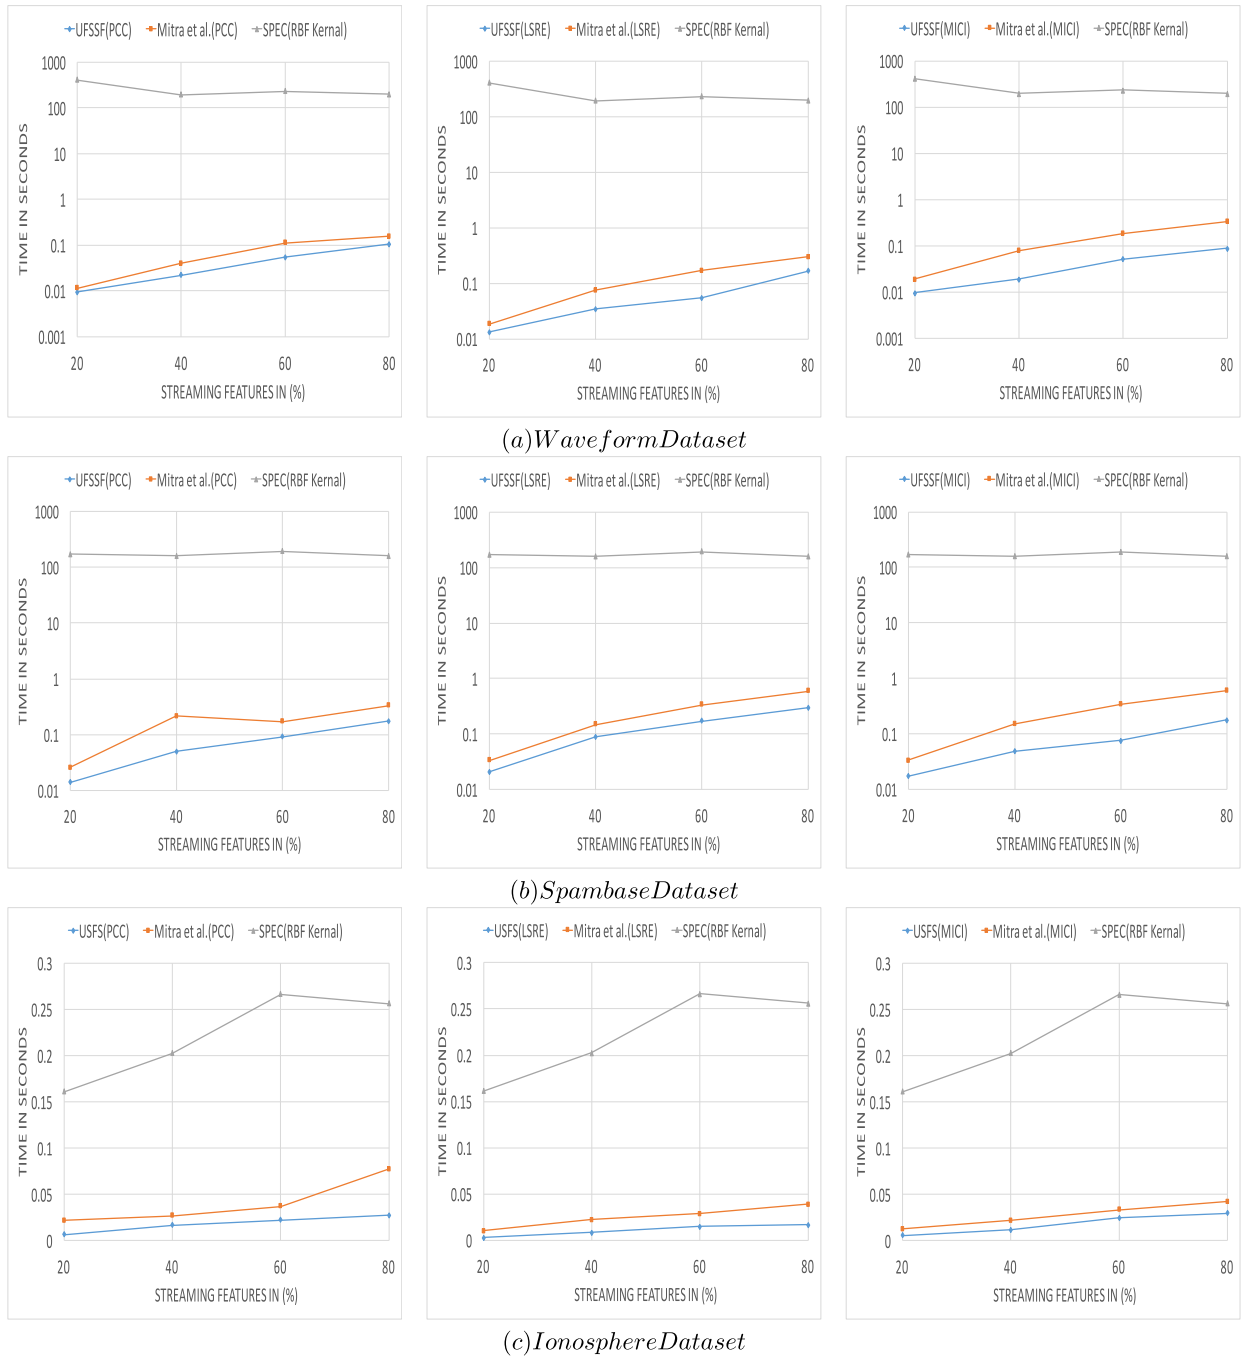 UFSSF(PCC) Mitra et al.(PCC) SPEC(RBF Kernal)
1000
100
10
1
0.1
0.01
0.001
TIME IN SECONDS
20 40 60 80
STREAMING FEATURES IN (%)
UFSSF(LSRE) Mitra et al.(LSRE) SPEC(RBF Kernal)
1000
100
10
1
0.1
0.01
TIME IN SECONDS
20 40 60 80
STREAMING FEATURES IN (%)
UFSSF(MICI) Mitra et al.(MICI) SPEC(RBF Kernal)
1000
100
10
1
0.1
0.01
0.001
TIME IN SECONDS
20 40 60 80
STREAMING FEATURES IN (%)
(a)WaveformDataset
UFSSF(PCC) Mitra et al.(PCC) SPEC(RBF Kernal)
1000
100
10
1
0.1
0.01
TIME IN SECONDS
20 40 60 80
STREAMING FEATURES IN (%)
UFSSF(LSRE) Mitra et al.(LSRE) SPEC(RBF Kernal)
1000
100
10
1
0.1
0.01
TIME IN SECONDS
20 40 60 80
STREAMING FEATURES IN (%)
UFSSF(MICI) Mitra et al.(MICI) SPEC(RBF Kernal)
1000
100
10
1
0.1
0.01
TIME IN SECONDS
20 40 60 80
STREAMING FEATURES IN (%)
(b)SpambaseDataset
USFS(PCC) Mitra et al.(PCC) SPEC(RBF Kernal)
0.3
0.25
0.2
0.15
0.1
0.05
0
TIME IN SECONDS
20 40 60 80
STREAMING FEATURES IN (%)
USFS(LSRE) Mitra et al.(LSRE) SPEC(RBF Kernal)
0.3
0.25
0.2
0.15
0.1
0.05
0
TIME IN SECONDS
20 40 60 80
STREAMING FEATURES IN (%)
USFS(MICI) Mitra et al.(MICI) SPEC(RBF Kernal)
0.3
0.25
0.2
0.15
0.1
0.05
0
TIME IN SECONDS
20 40 60 80
STREAMING FEATURES IN (%)
(c)IonosphereDataset